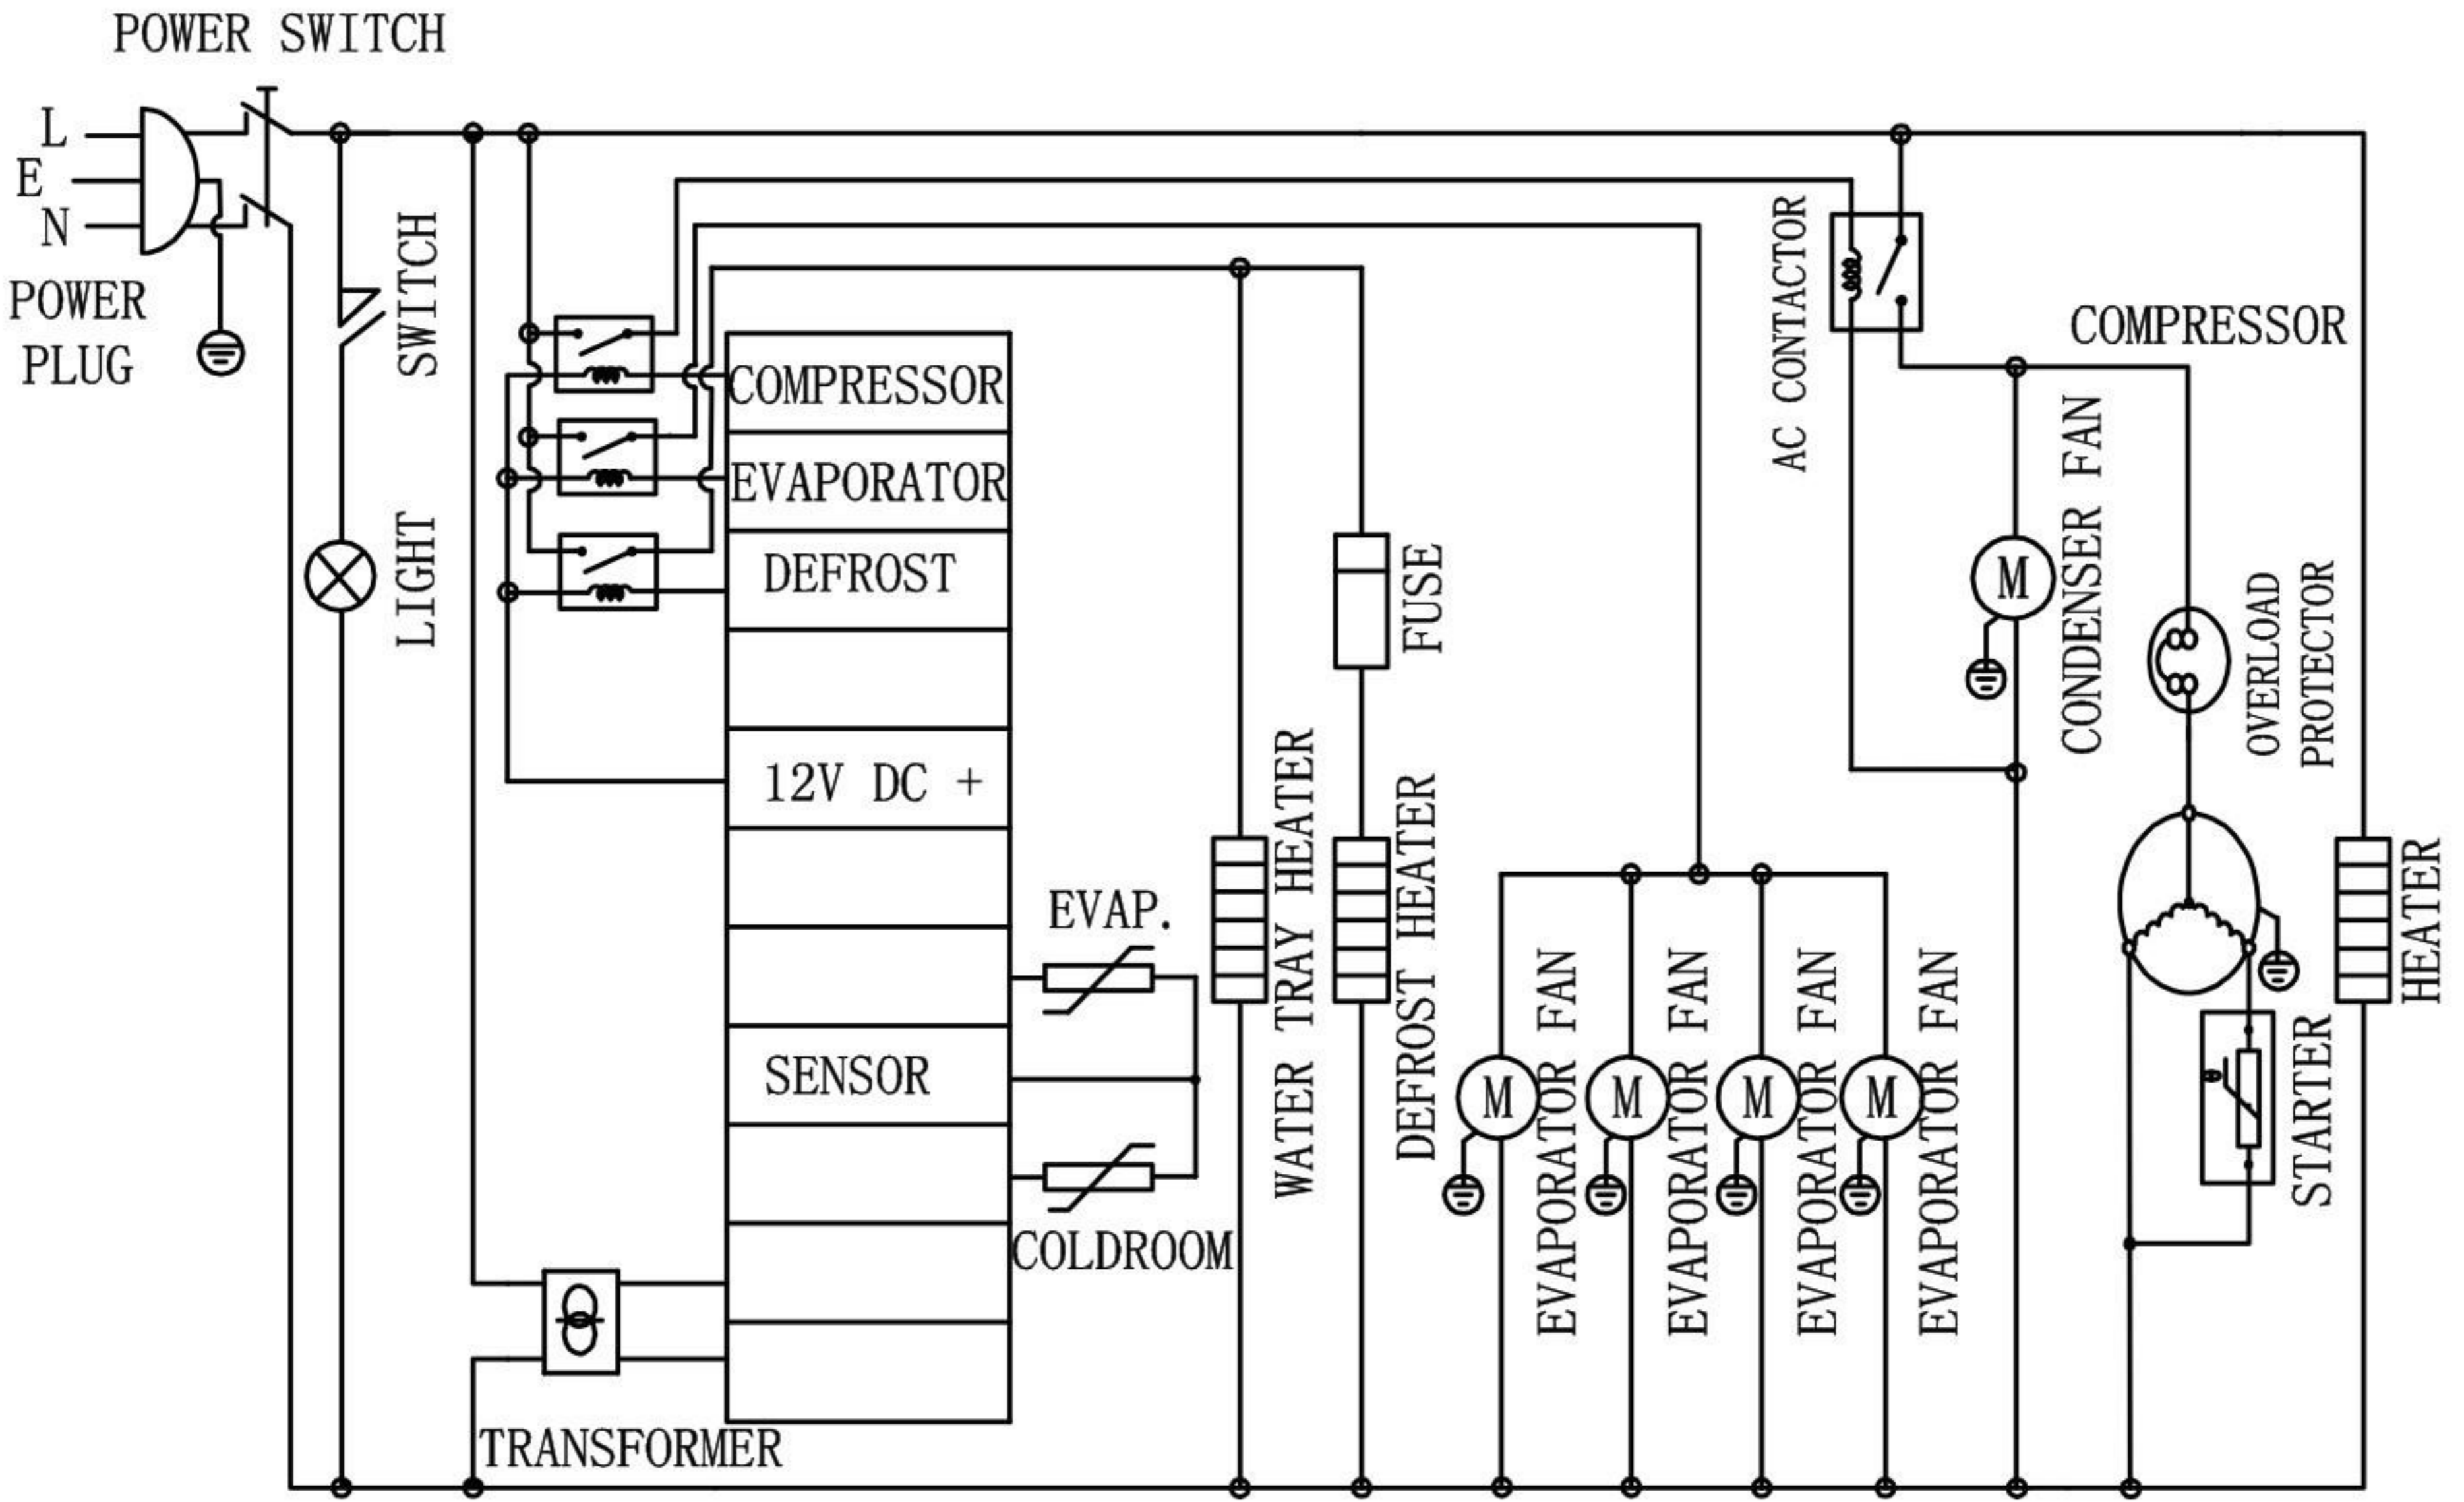 POWER SWITCH
L
E
N
POWER
PLUG
SWITCH
LIGHT
COMPRESSOR
EVAPORATOR
DEFROST
12V DC +
SENSOR
EVAP.
COLDROOM
TRANSFORMER
WATER TRAY HEATER
FUSE
DEFROST HEATER
EVAPORATOR FAN
EVAPORATOR FAN
EVAPORATOR FAN
EVAPORATOR FAN
M
M
M
M
AC CONTACTOR
COMPRESSOR
M
CONDENSER FAN
OVERLOAD
PROTECTOR
STARTER
HEATER